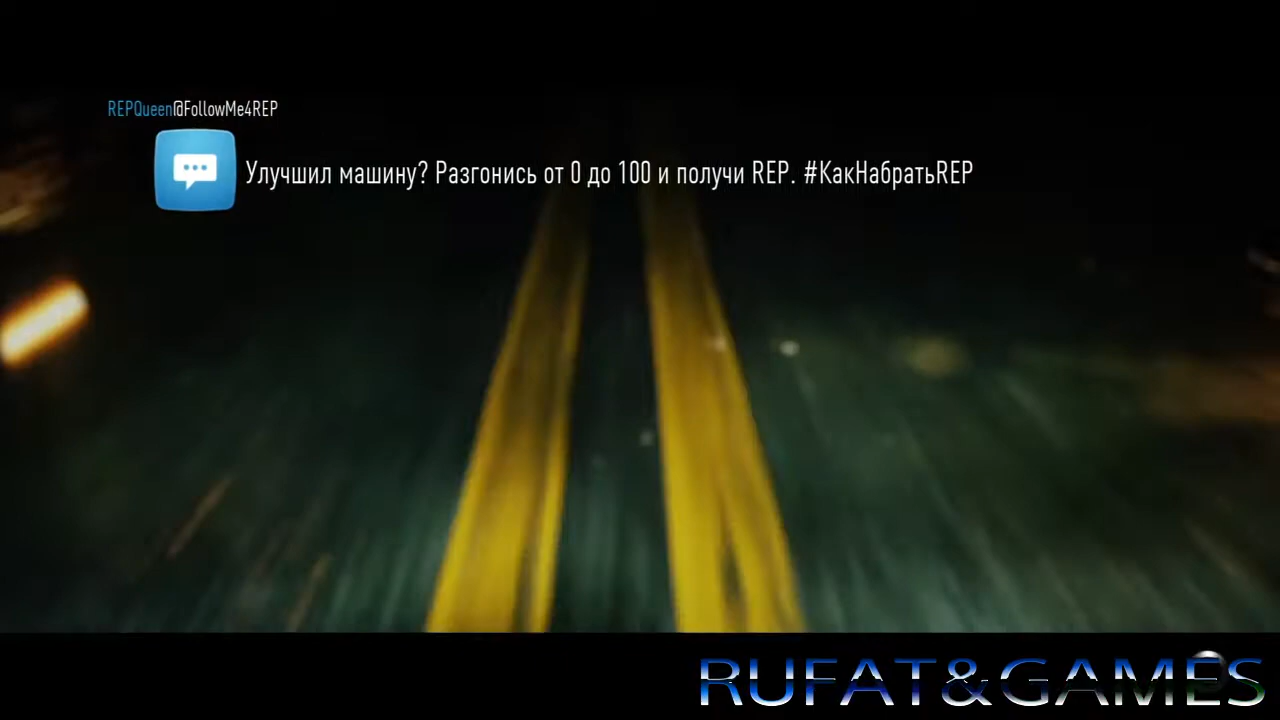 REPQueen@FollowMe4REP
Улучшил машину? Разгонись от 0 до 100 и получи REP. #КакНабратьREP
RUFAT&GAMES